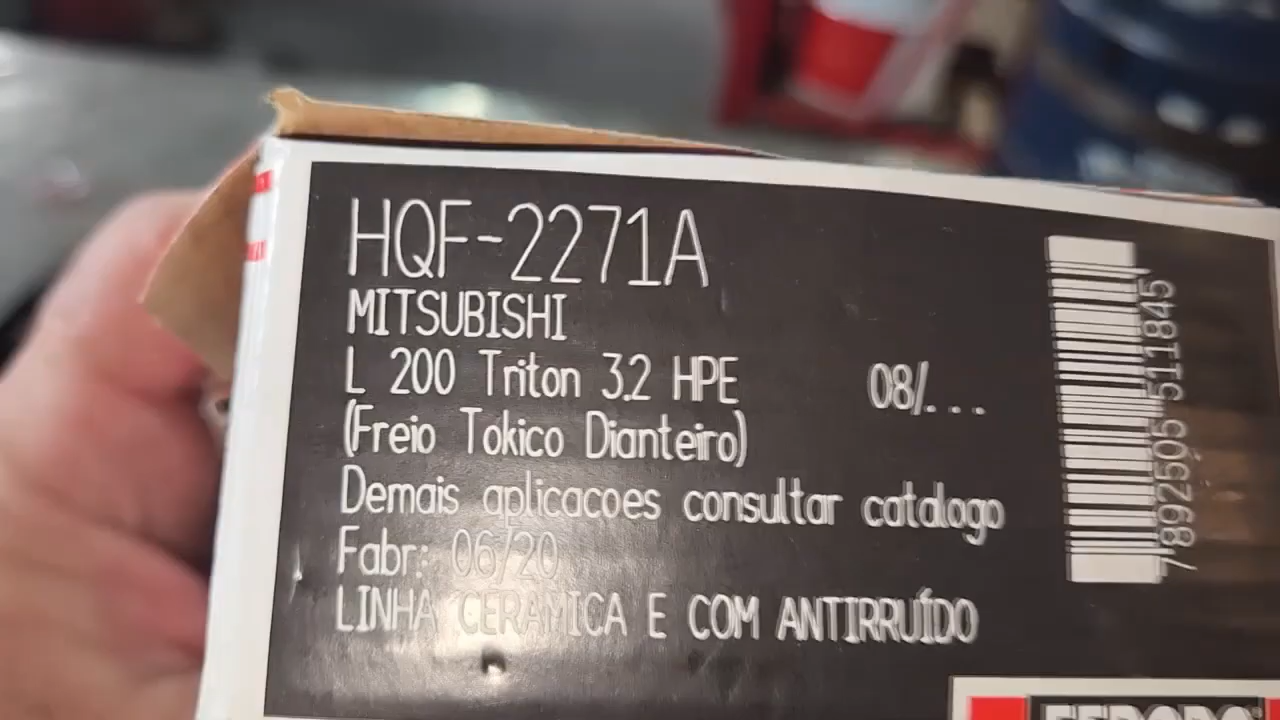 HQF-2271A
MITSUBISHI
L 200 Triton 3.2 HPE 08/...
(Freio Tokico Dianteiro)
Demais aplicacoes consultar catalogo
Fabr: 06/20
LINHA CERAMICA E COM ANTIRRUÍDO
7892505511845